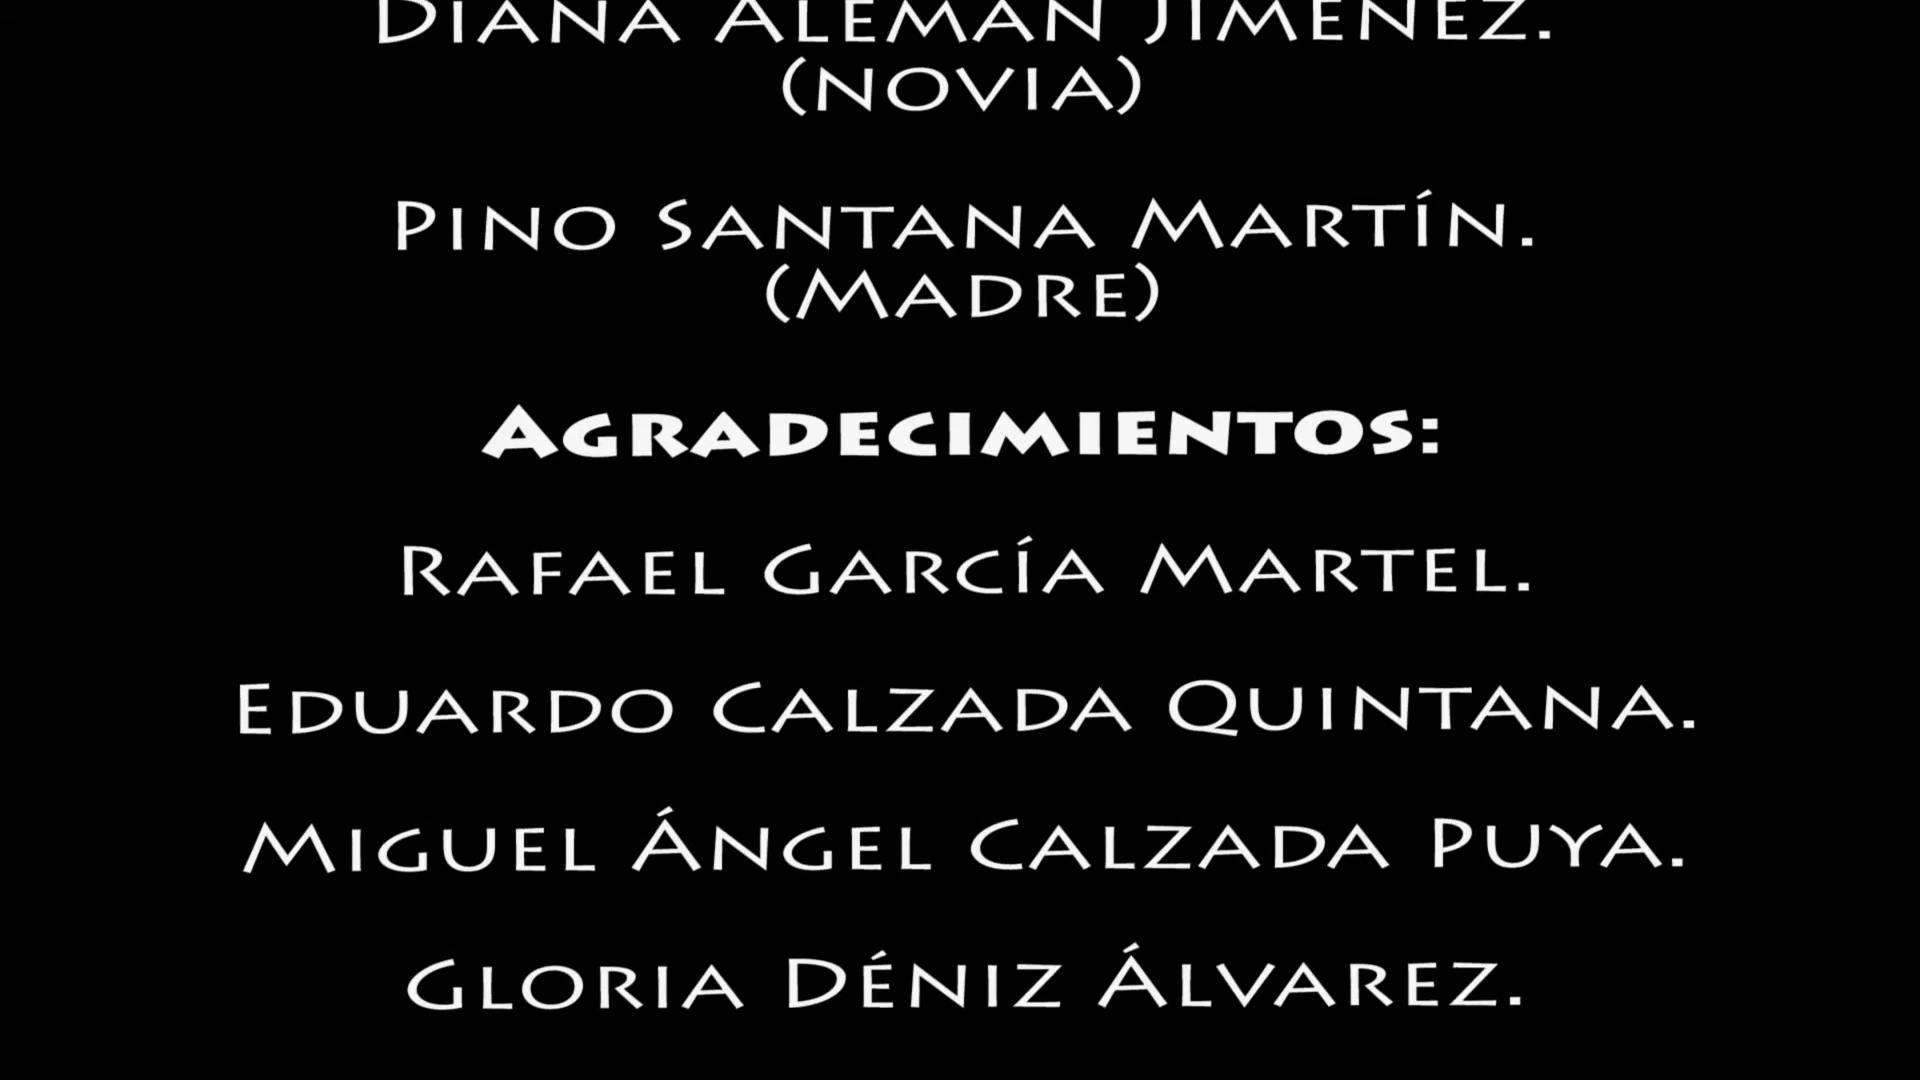 Diana Alemán Jiménez.
(novia)
Pino Santana Martín.
(Madre)
Agradecimientos:
Rafael García Martel.
Eduardo Calzada Quintana.
Miguel Ángel Calzada Puya.
Gloria Déniz Álvarez.